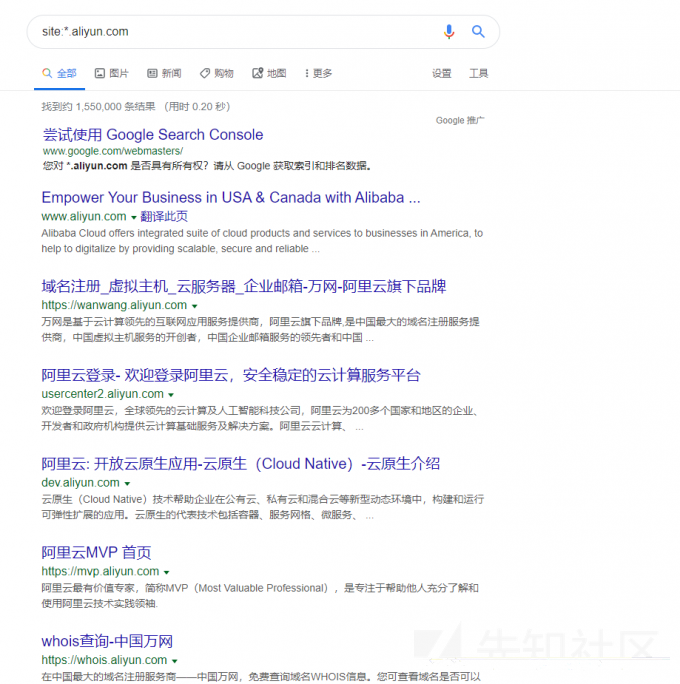 site:*.aliyun.com
全部 图片 新闻 购物 地图 更多 设置 工具
找到约 1,550,000 条结果 （用时 0.20 秒）
Google 推广
尝试使用 Google Search Console
www.google.com/webmasters/
您对 *.aliyun.com 是否具有所有权？请从 Google 获取索引和排名数据。
Empower Your Business in USA & Canada with Alibaba ...
www.aliyun.com 翻译此页
Alibaba Cloud offers integrated suite of cloud products and services to businesses in America, to
help to digitalize by providing scalable, secure and reliable ...
域名注册_虚拟主机_云服务器_企业邮箱-万网-阿里云旗下品牌
https://wanwang.aliyun.com
万网是基于云计算领先的互联网应用服务提供商，阿里云旗下品牌,是中国最大的域名注册服务提
供商，中国虚拟主机服务的开创者，中国企业邮箱服务的领先者和中国 ...
阿里云登录- 欢迎登录阿里云，安全稳定的云计算服务平台
usercenter2.aliyun.com
欢迎登录阿里云，全球领先的云计算及人工智能科技公司，阿里云为200多个国家和地区的企业、
开发者和政府机构提供云计算基础服务及解决方案。阿里云云计算、 ...
阿里云: 开放云原生应用-云原生（Cloud Native）-云原生介绍
dev.aliyun.com
云原生（Cloud Native）技术帮助企业在公有云、私有云和混合云等新型动态环境中，构建和运行
可弹性扩展的应用。云原生的代表技术包括容器、服务网格、微服务、 ...
阿里云MVP 首页
https://mvp.aliyun.com
阿里云最有价值专家，简称MVP（Most Valuable Professional），是专注于帮助他人充分了解和
使用阿里云技术实践领袖.
whois查询-中国万网
https://whois.aliyun.com
在中国最大的域名注册服务商——中国万网，免费查询域名WHOIS信息。您可查看域名是否可以
先知社区